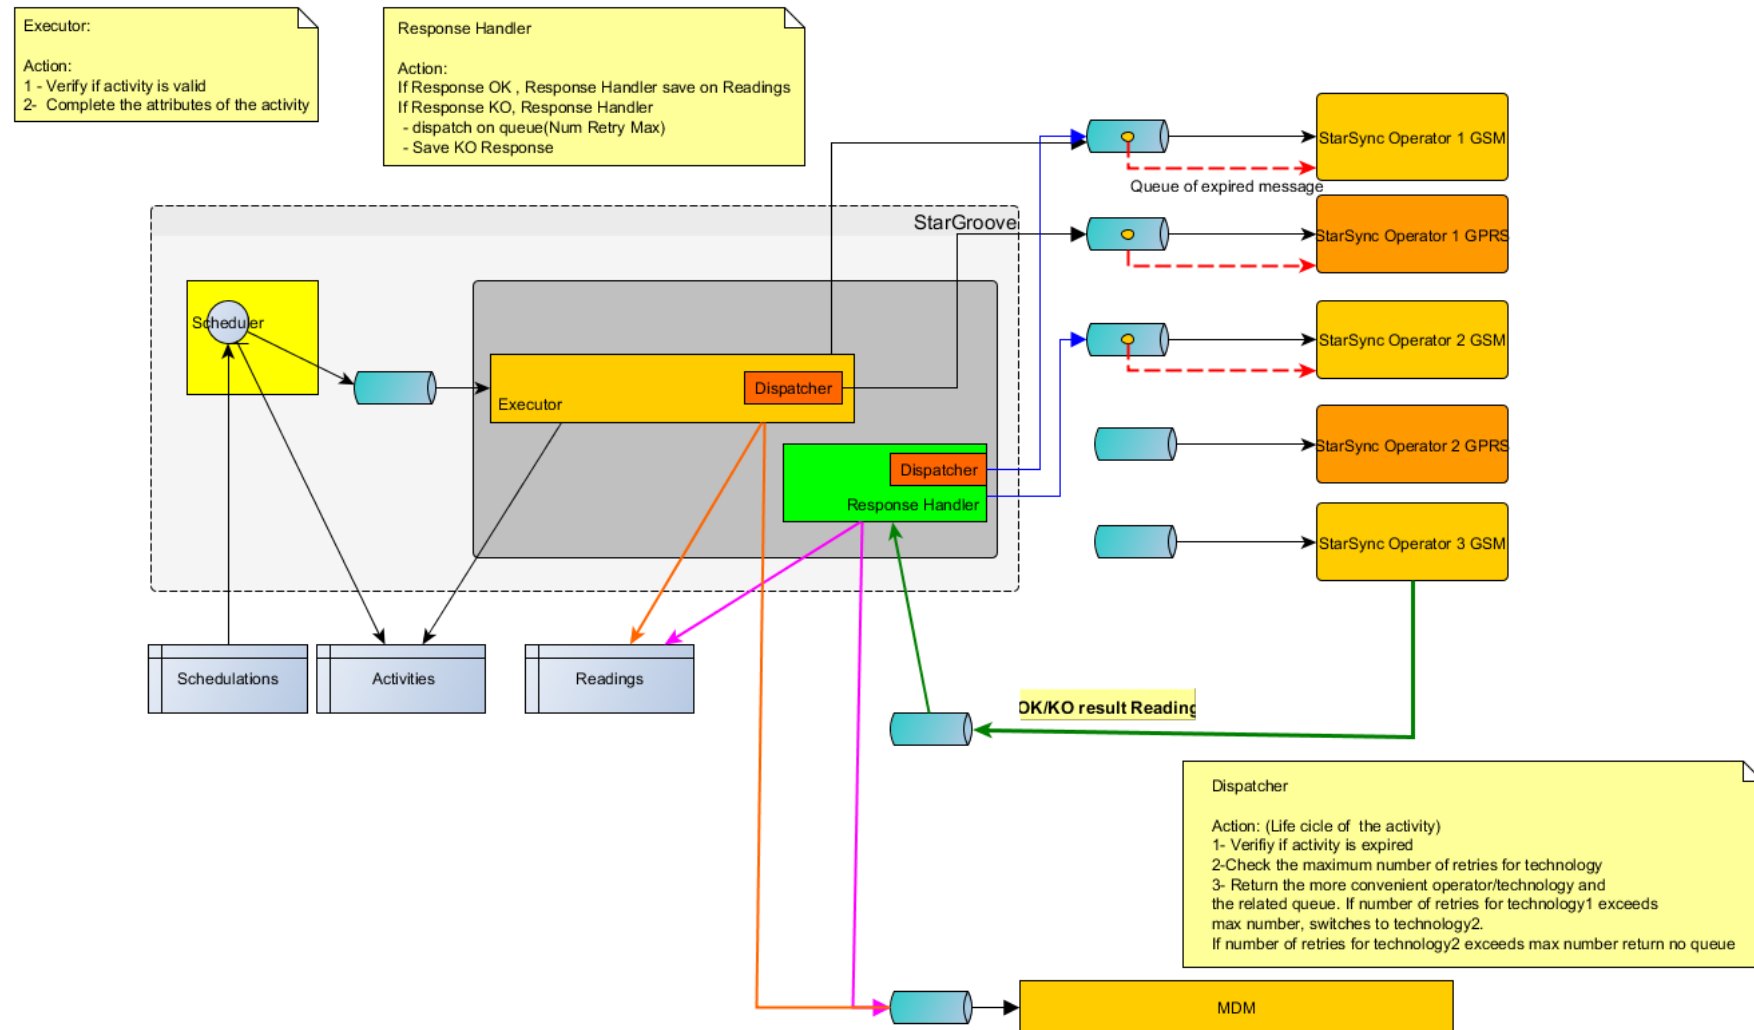 Executor:
Action:
1 - Verify if activity is valid
2-  Complete the attributes of the activity
Response Handler
Action:
If Response OK , Response Handler save on Readings
If Response KO, Response Handler
- dispatch on queue(Num Retry Max)
- Save KO Response
StarSync Operator 1 GSM
Queue of expired message
StarGroove
StarSync Operator 1 GPRS
Scheduler
StarSync Operator 2 GSM
Dispatcher
Executor
StarSync Operator 2 GPRS
Dispatcher
Response Handler
StarSync Operator 3 GSM
Schedulations
Activities
Readings
OK/KO result Reading
Dispatcher
Action: (Life cicle of  the activity)
1- Verifiy if activity is expired
2-Check the maximum number of retries for technology
3- Return the more convenient operator/technology and
the related queue. If number of retries for technology1 exceeds
max number, switches to technology2.
If number of retries for technology2 exceeds max number return no queue
MDM